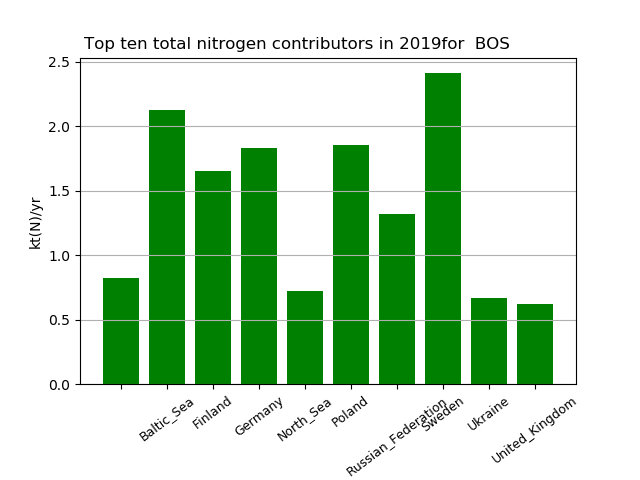 Top ten total nitrogen contributors in 2019for  BOS
kt(N)/yr
2.5
2.0
1.5
1.0
0.5
0.0
Baltic_Sea
Finland
Germany
North_Sea
Poland
Russian_Federation
Sweden
Ukraine
United_Kingdom